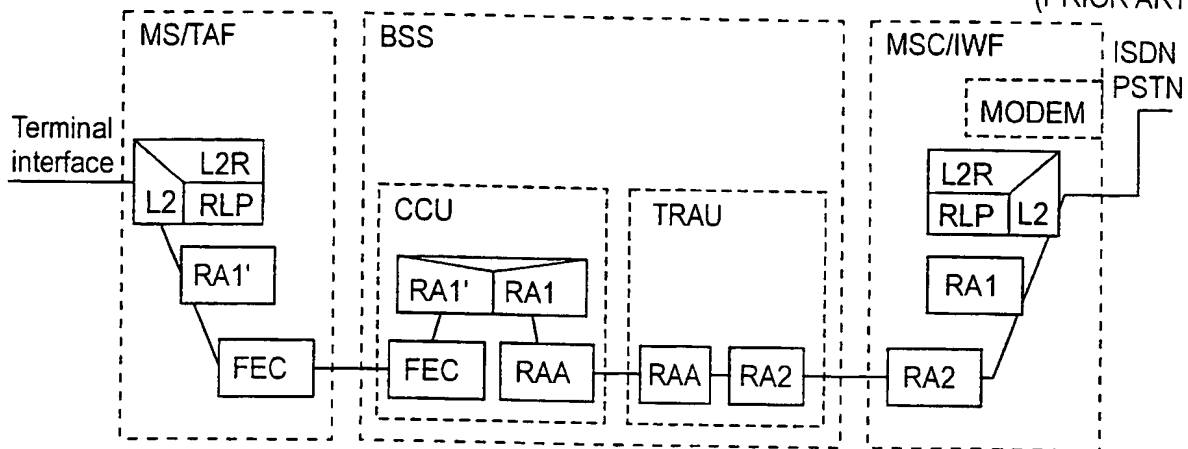 (PRIOR ART
MS/TAF
BSS
MSC/IWF
ISDN
PSTN
MODEM
Terminal
interface
L2R
L2 RLP
L2R
RLP L2
CCU
TRAU
RA1'
RA1' RA1
RA1
FEC
FEC
RAA
RAA
RA2
RA2